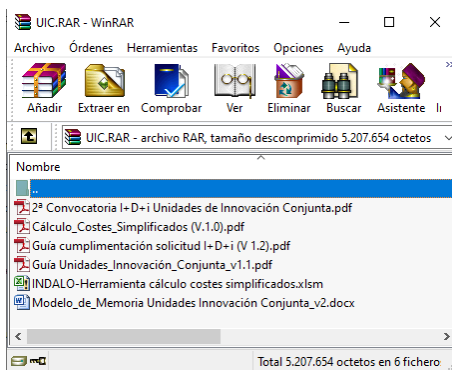 UIC.RAR - WinRAR
Archivo Órdenes Herramientas Favoritos Opciones Ayuda
Añadir Extraer en Comprobar Ver Eliminar Buscar Asistente
UIC.RAR - archivo RAR, tamaño descomprimido 5.207.654 octetos
Nombre
..
2ª Convocatoria I+D+i Unidades de Innovación Conjunta.pdf
Cálculo_Costes_Simplificados (V.1.0).pdf
Guía cumplimentación solicitud I+D+i (V 1.2).pdf
Guía Unidades_Innovación_Conjunta_v1.1.pdf
INDALO-Herramienta cálculo costes simplificados.xlsm
Modelo_de_Memoria Unidades Innovación Conjunta_v2.docx
Total 5.207.654 octetos en 6 fichero